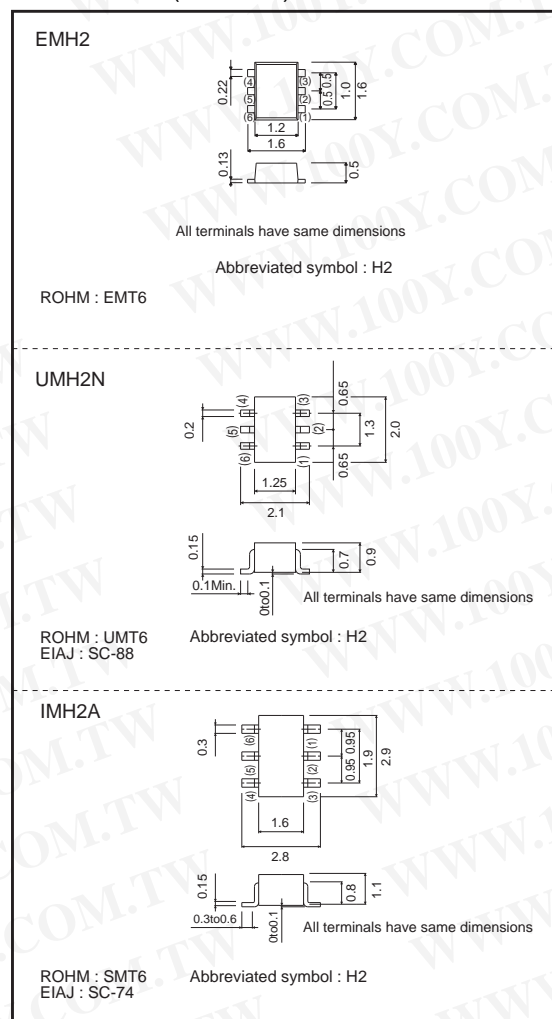 EMH2
0.22
(4)
(3)
(5)
(2)
(6)
(1)
0.5 0.5
1.0
1.6
1.2
1.6
0.13
0.5
All terminals have same dimensions
Abbreviated symbol : H2
ROHM : EMT6
UMH2N
0.2
(4)
(3)
(5)
(2)
(6)
(1)
0.65
1.3
2.0
0.65
1.25
2.1
0.15
0.1Min.
0to0.1
0.7
0.9
All terminals have same dimensions
ROHM : UMT6 Abbreviated symbol : H2
EIAJ : SC-88
IMH2A
0.3
(6)
(1)
(5)
(2)
(4)
(3)
0.95 0.95
1.9
2.9
1.6
2.8
0.15
0.3to0.6
0to0.1
0.8
1.1
All terminals have same dimensions
ROHM : SMT6 Abbreviated symbol : H2
EIAJ : SC-74
WWW.100Y.COM.TW